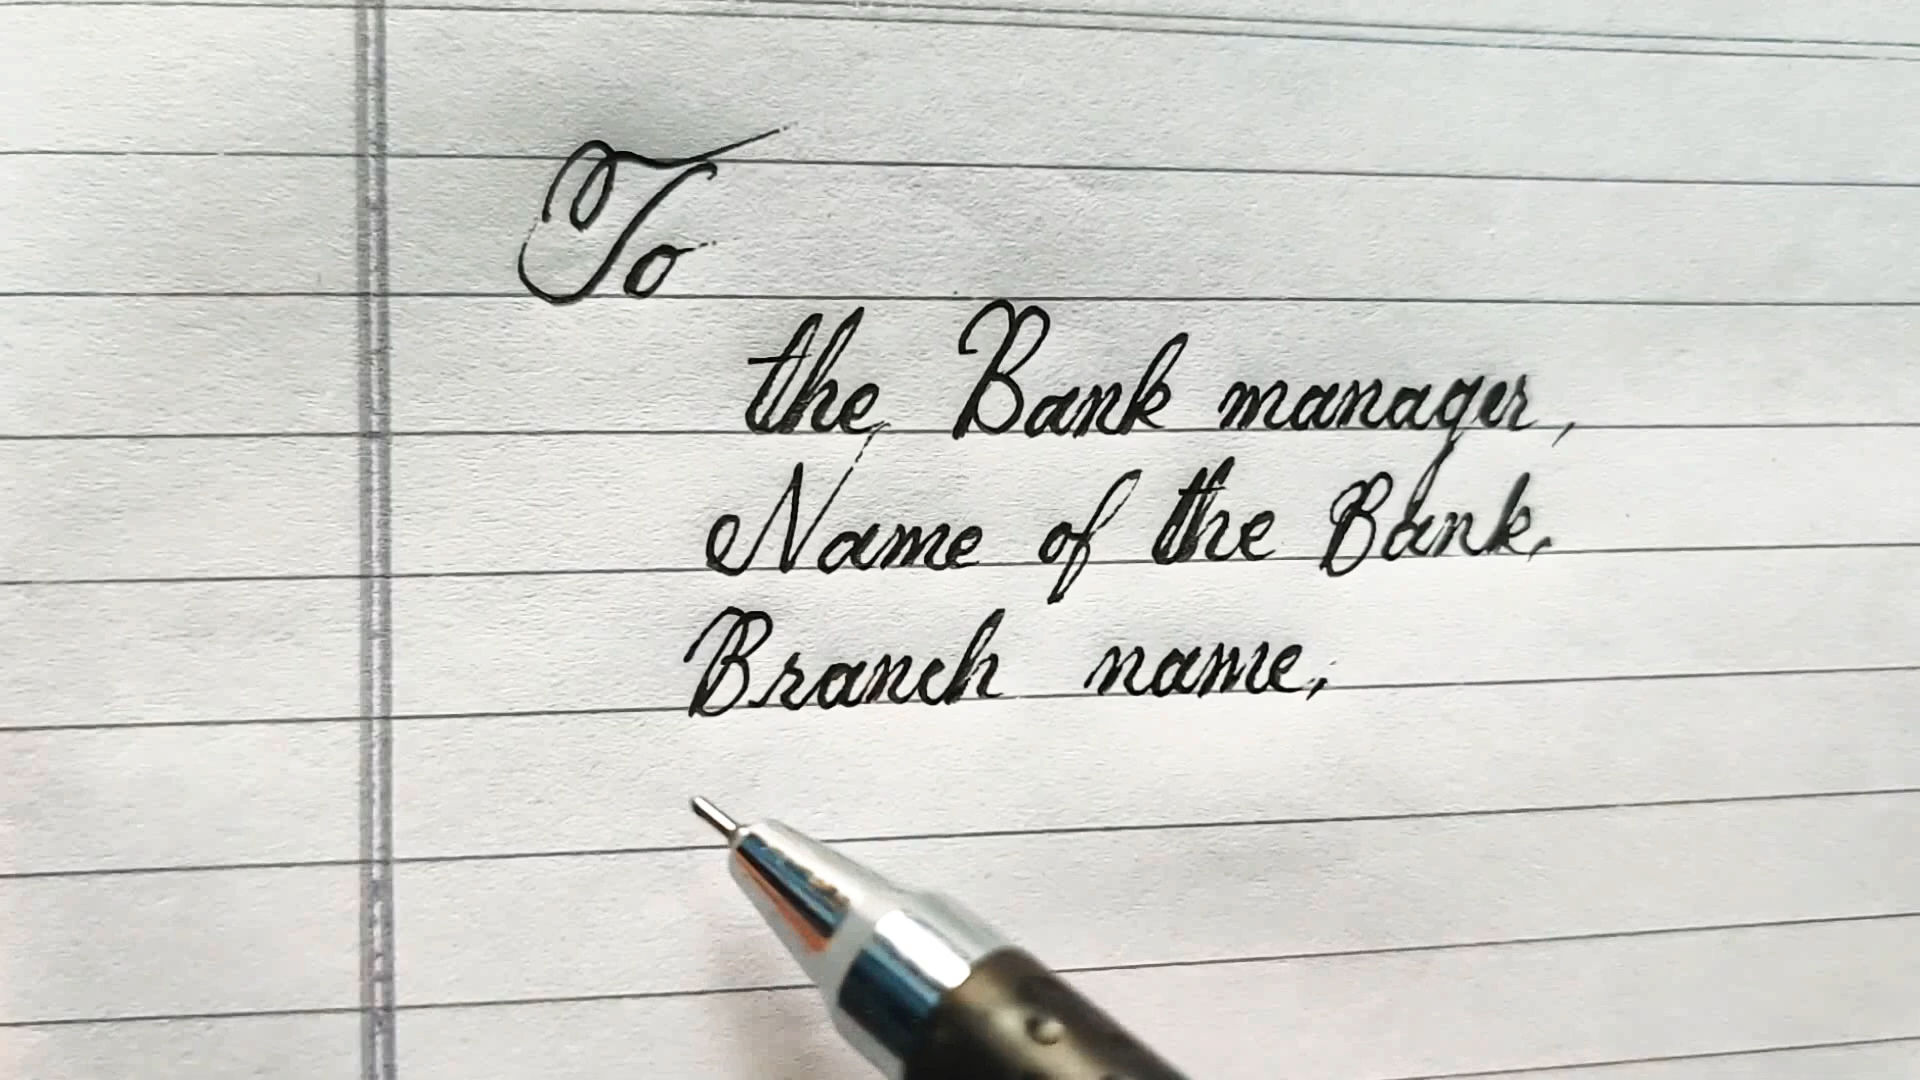 To
the Bank manager,
Name of the Bank,
Branch name,